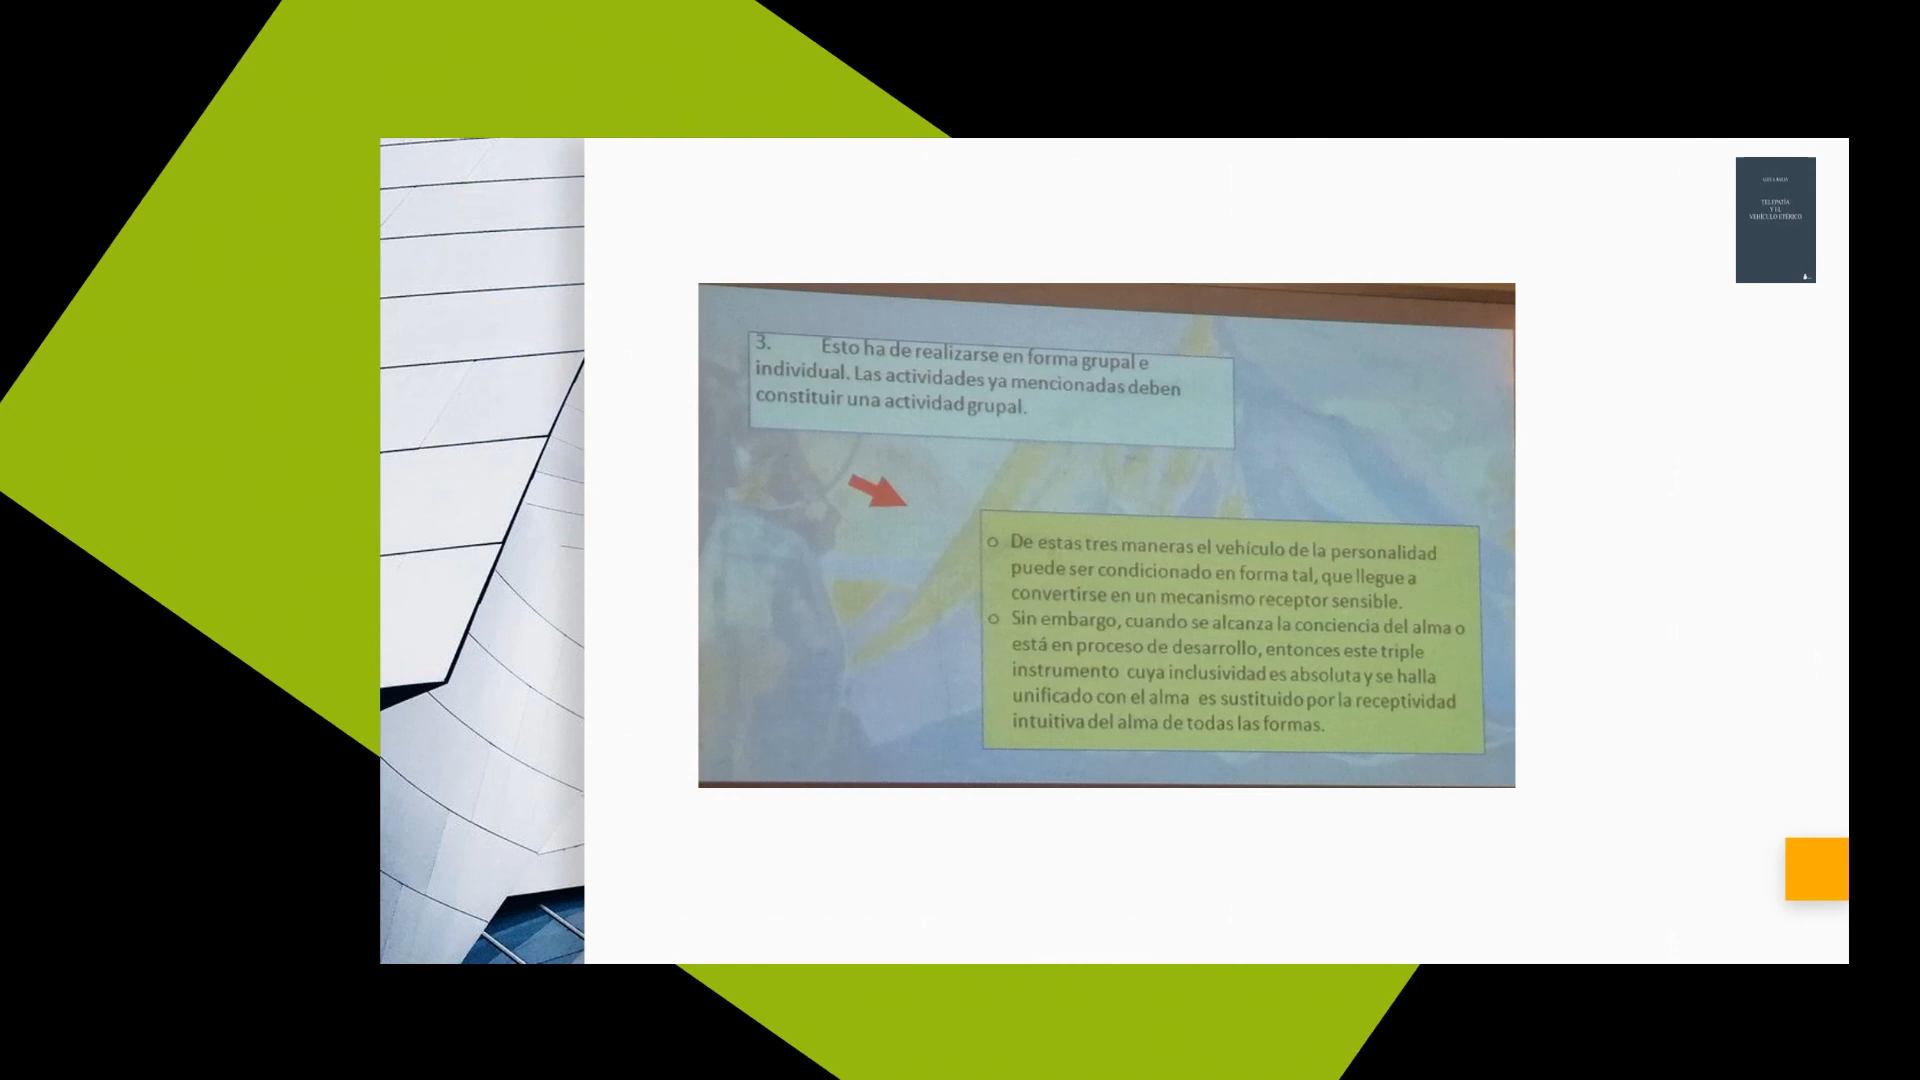 TELEPATÍA
Y EL
VEHÍCULO ETÉRICO
3. Esto ha de realizarse en forma grupal e
individual. Las actividades ya mencionadas deben
constituir una actividad grupal.
o De estas tres maneras el vehículo de la personalidad
puede ser condicionado en forma tal, que llegue a
convertirse en un mecanismo receptor sensible.
o Sin embargo, cuando se alcanza la conciencia del alma o
está en proceso de desarrollo, entonces este triple
instrumento cuya inclusividad es absoluta y se halla
unificado con el alma es sustituido por la receptividad
intuitiva del alma de todas las formas.